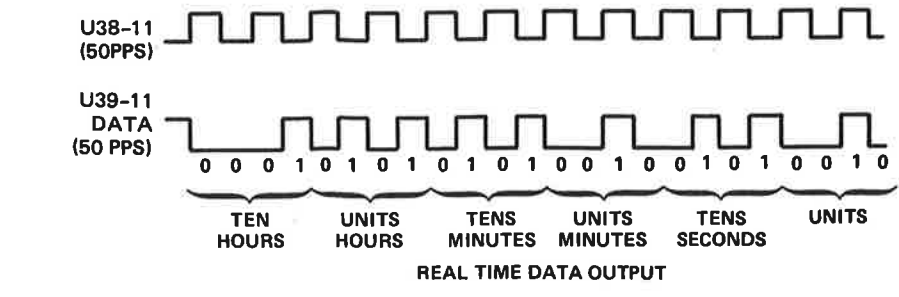 U38-11
(50PPS)
U39-11
DATA
(50 PPS)
0 0 0 1 0 1 0 1 0 1 0 1 0 0 1 0 0 1 0 1 0 0 1 0
TEN
HOURS
UNITS
HOURS
TENS
MINUTES
UNITS
MINUTES
TENS
SECONDS
UNITS
REAL TIME DATA OUTPUT